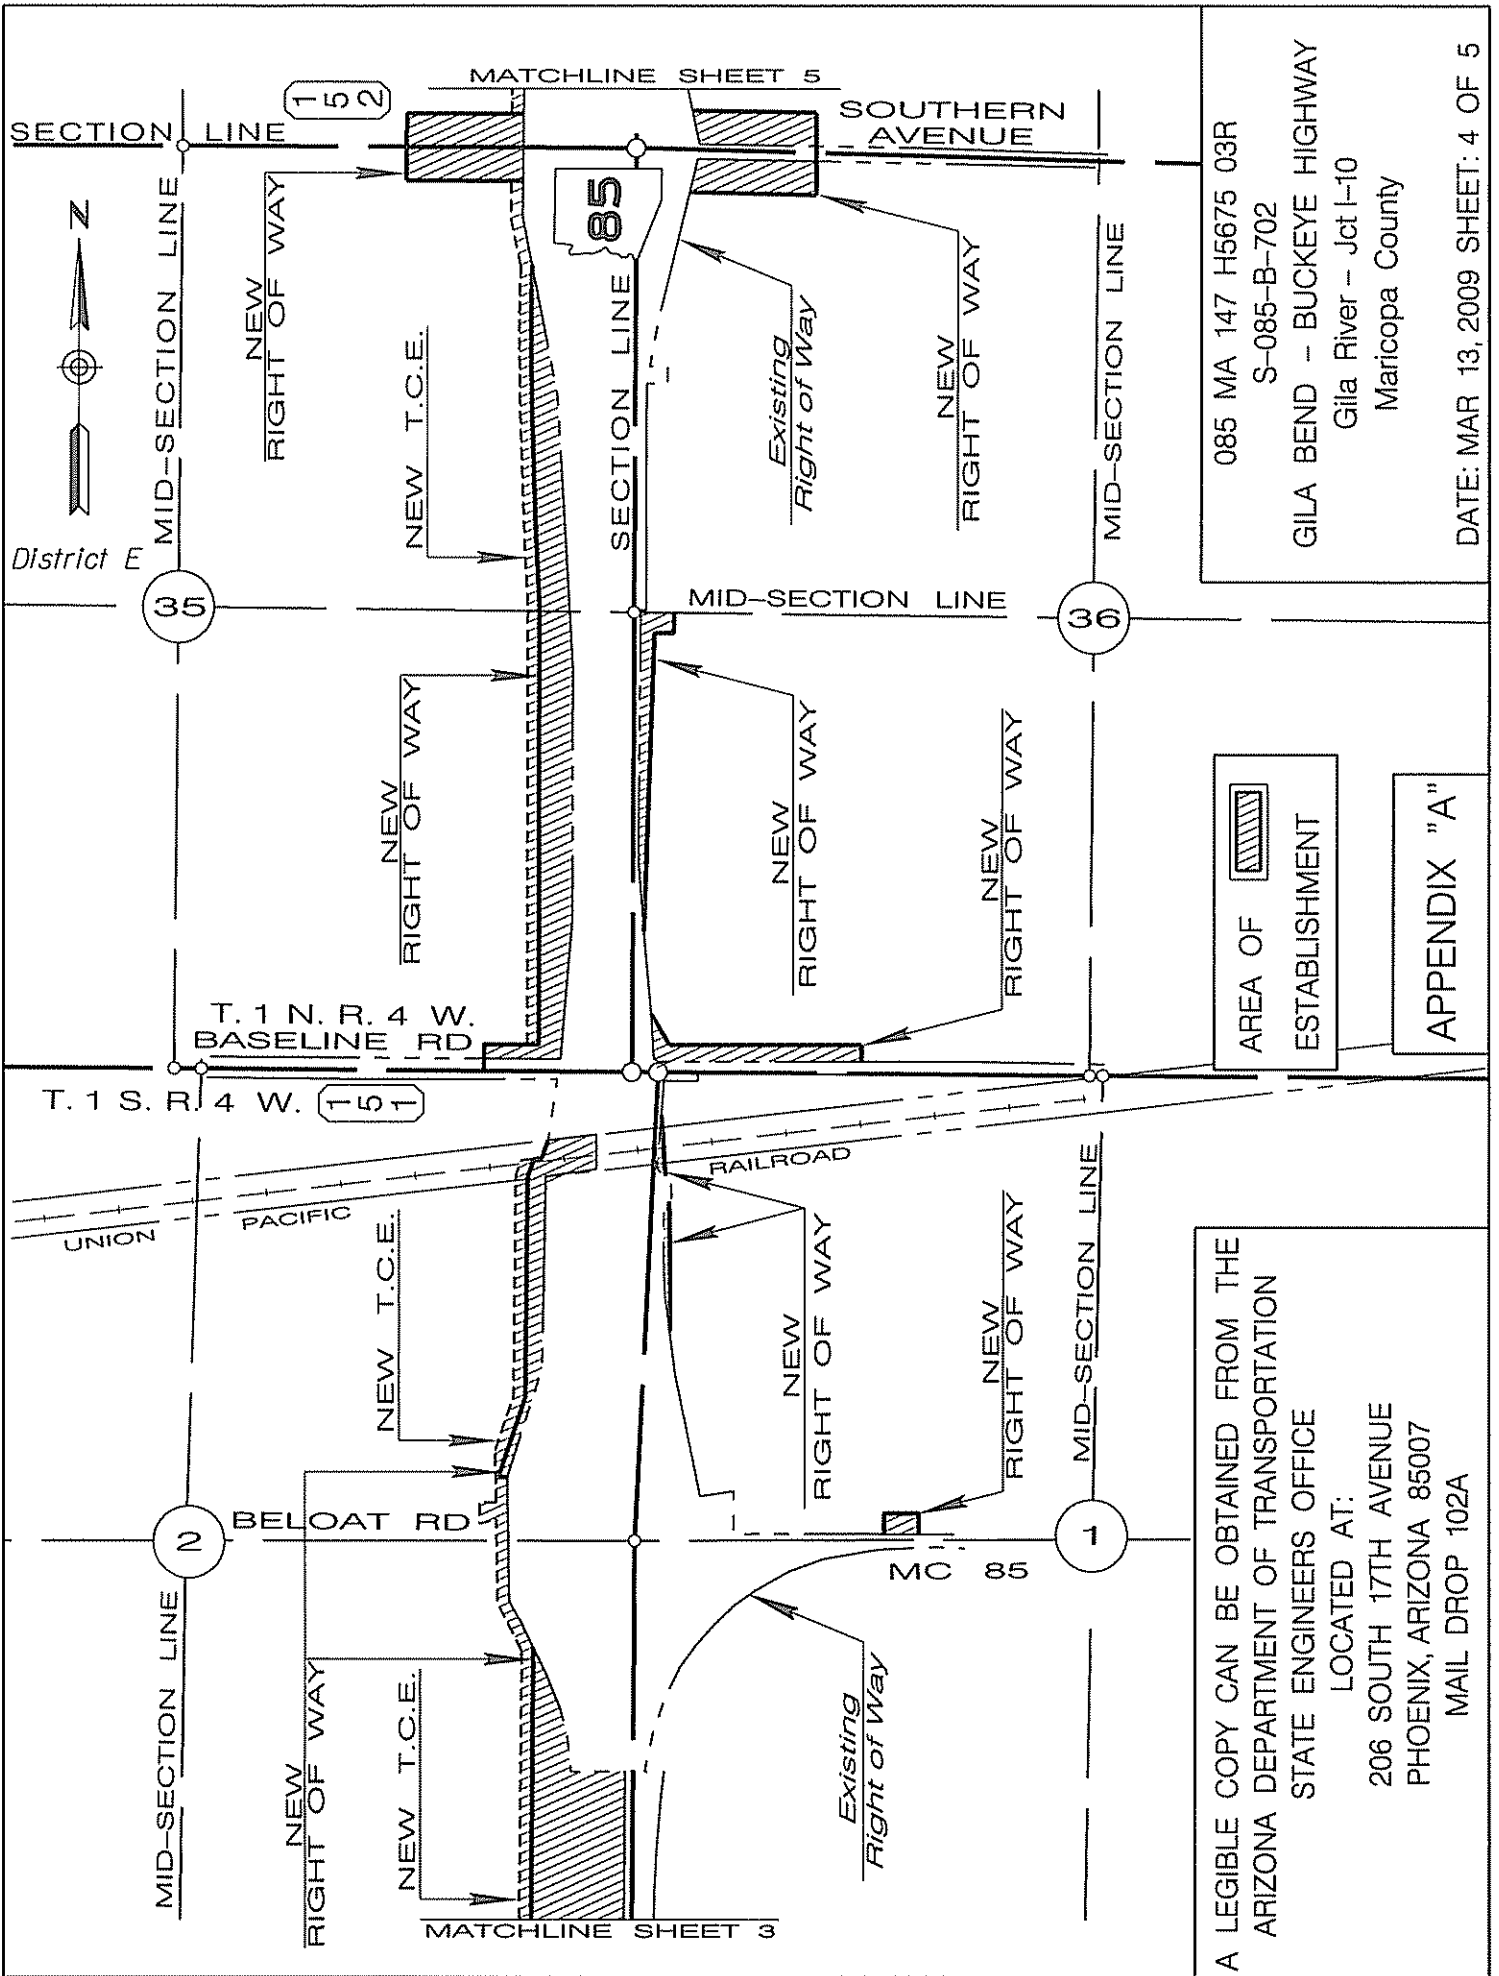 MATCHLINE SHEET 5
SECTION LINE
152
SOUTHERN
AVENUE
N
MID-SECTION LINE
NEW
RIGHT OF WAY
85
NEW T.C.E.
SECTION LINE
Existing
Right of Way
NEW
RIGHT OF WAY
MID-SECTION LINE
District E
35
MID-SECTION LINE
36
NEW
RIGHT OF WAY
NEW
RIGHT OF WAY
NEW
RIGHT OF WAY
T. 1 N. R. 4 W.
BASELINE RD
T. 1 S. R. 4 W.
151
UNION PACIFIC RAILROAD
NEW T.C.E.
NEW
RIGHT OF WAY
NEW
RIGHT OF WAY
MID-SECTION LINE
2
BELOAT RD
MC 85
1
MID-SECTION LINE
NEW
RIGHT OF WAY
NEW T.C.E.
Existing
Right of Way
MATCHLINE SHEET 3
085 MA 147 H5675 03R
S-085-B-702
GILA BEND - BUCKEYE HIGHWAY
Gila River - Jct I-10
Maricopa County
DATE: MAR 13, 2009 SHEET: 4 OF 5
AREA OF
ESTABLISHMENT
APPENDIX "A"
A LEGIBLE COPY CAN BE OBTAINED FROM THE
ARIZONA DEPARTMENT OF TRANSPORTATION
STATE ENGINEERS OFFICE
LOCATED AT:
206 SOUTH 17TH AVENUE
PHOENIX, ARIZONA 85007
MAIL DROP 102A